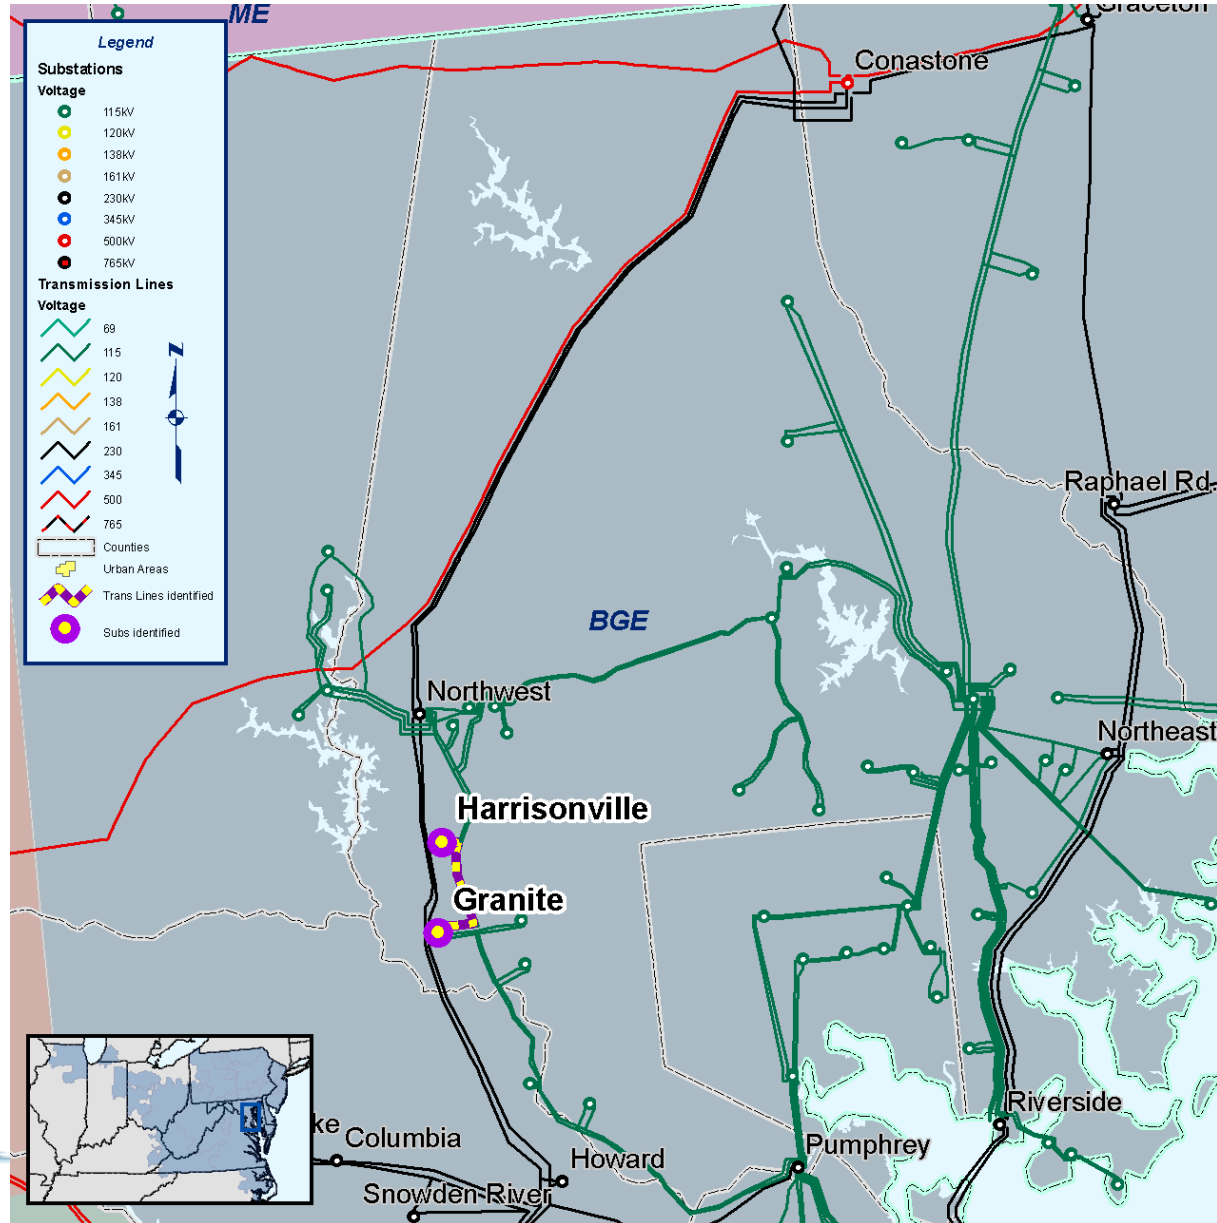 ME
Graceton
Legend
Substations
Voltage
115kV
120kV
138kV
161kV
230kV
345kV
500kV
765kV
Transmission Lines
Voltage
69
115
120
138
161
230
345
500
765
Counties
Urban Areas
Trans Lines identified
Subs identified
N
Conastone
Raphael Rd.
BGE
Northwest
Northeast
Harrisonville
Granite
Riverside
ke
Columbia
Pumphrey
Howard
Snowden River